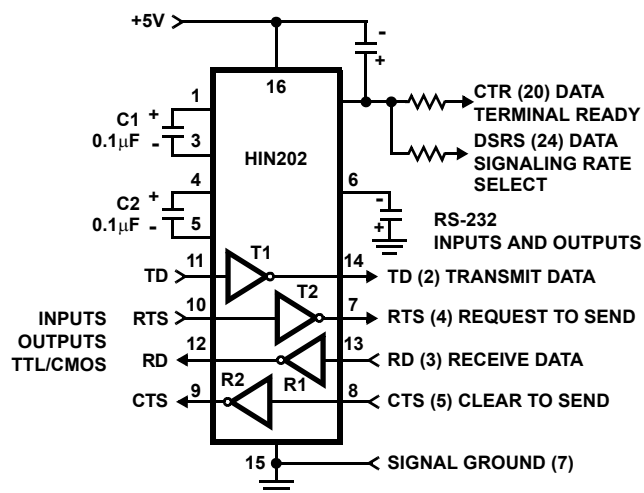 +5V
-
+
16
1
CTR (20) DATA
TERMINAL READY
C1
0.1μF
+
-
3
HIN202
DSRS (24) DATA
SIGNALING RATE
SELECT
4
6
C2
0.1μF
+
-
5
-
+
RS-232
INPUTS AND OUTPUTS
T1
TD
11
14
TD (2) TRANSMIT DATA
T2
INPUTS
OUTPUTS
TTL/CMOS
RTS
10
7
RTS (4) REQUEST TO SEND
RD
12
13
RD (3) RECEIVE DATA
R2
R1
CTS
9
8
CTS (5) CLEAR TO SEND
15
SIGNAL GROUND (7)